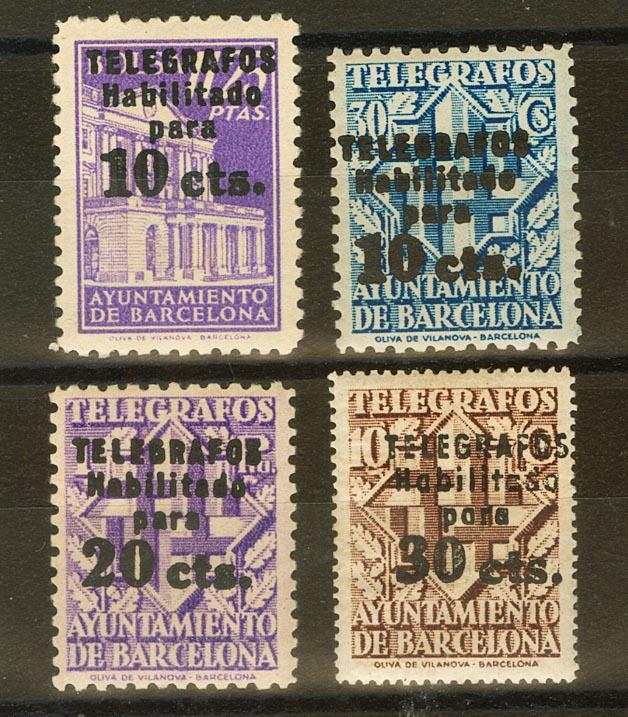 TELEGRAFOS
Habilitado
PTAS.
para
10 cts.
AYUNTAMIENTO
DE BARCELONA
OLIVA DE VILANOVA - BARCELONA
TELEGRAFOS
30 Cs
TELEGRAFOS
Habilitado
para
10 cts.
AYUNTAMIENTO
DE BARCELONA
OLIVA DE VILANOVA - BARCELONA
TELEGRAFOS
TELEGRAFOS
Habilitado
para
20 cts.
AYUNTAMIENTO
DE BARCELONA
OLIVA DE VILANOVA - BARCELONA
TELEGRAFOS
10
TELEGRAFOS
Habilitado
para
30 cts.
AYUNTAMIENTO
DE BARCELONA
OLIVA DE VILANOVA - BARCELONA